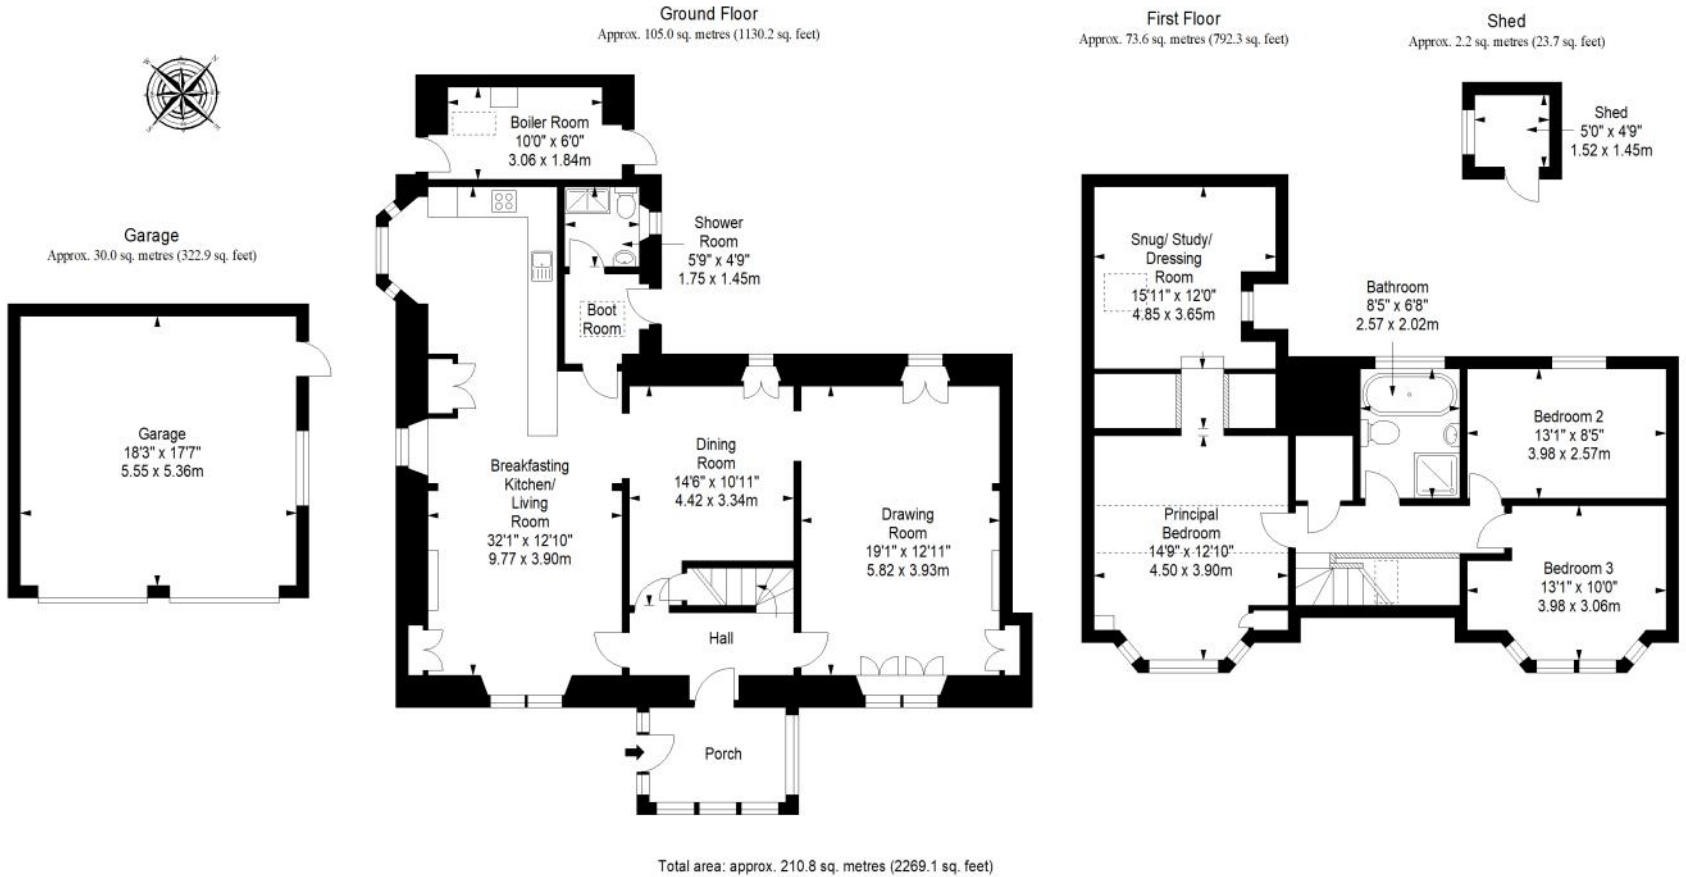 Ground Floor
Approx. 105.0 sq. metres (1130.2 sq. feet)
First Floor
Approx. 73.6 sq. metres (792.3 sq. feet)
Shed
Approx. 2.2 sq. metres (23.7 sq. feet)
Boiler Room
10'0" x 6'0"
3.06 x 1.84m
Shed
5'0" x 4'9"
1.52 x 1.45m
Garage
Approx. 30.0 sq. metres (322.9 sq. feet)
Shower
Room
5'9" x 4'9"
1.75 x 1.45m
Boot
Room
Snug/ Study/
Dressing
Room
15'11" x 12'0"
4.85 x 3.65m
Bathroom
8'5" x 6'8"
2.57 x 2.02m
Garage
18'3" x 17'7"
5.55 x 5.36m
Breakfasting
Kitchen/
Living
Room
32'1" x 12'10"
9.77 x 3.90m
Dining
Room
14'6" x 10'11"
4.42 x 3.34m
Drawing
Room
19'1" x 12'11"
5.82 x 3.93m
Principal
Bedroom
14'9" x 12'10"
4.50 x 3.90m
Bedroom 2
13'1" x 8'5"
3.98 x 2.57m
Bedroom 3
13'1" x 10'0"
3.98 x 3.06m
Hall
Porch
Total area: approx. 210.8 sq. metres (2269.1 sq. feet)